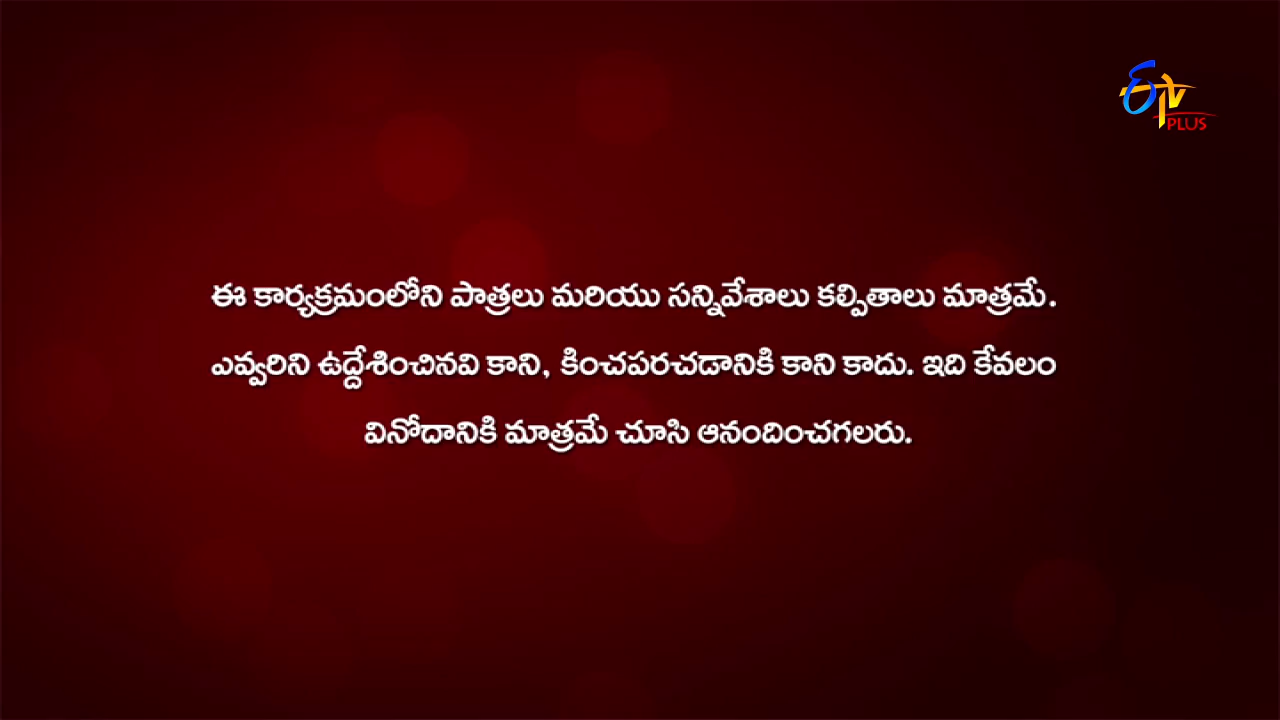 ETV
PLUS
ఈ కార్యక్రమంలోని పాత్రలు మరియు సన్నివేశాలు కల్పితాలు మాత్రమే.
ఎవ్వరిని ఉద్దేశించినవి కాని, కించపరచడానికి కాని కాదు. ఇది కేవలం
వినోదానికి మాత్రమే చూసి ఆనందించగలరు.